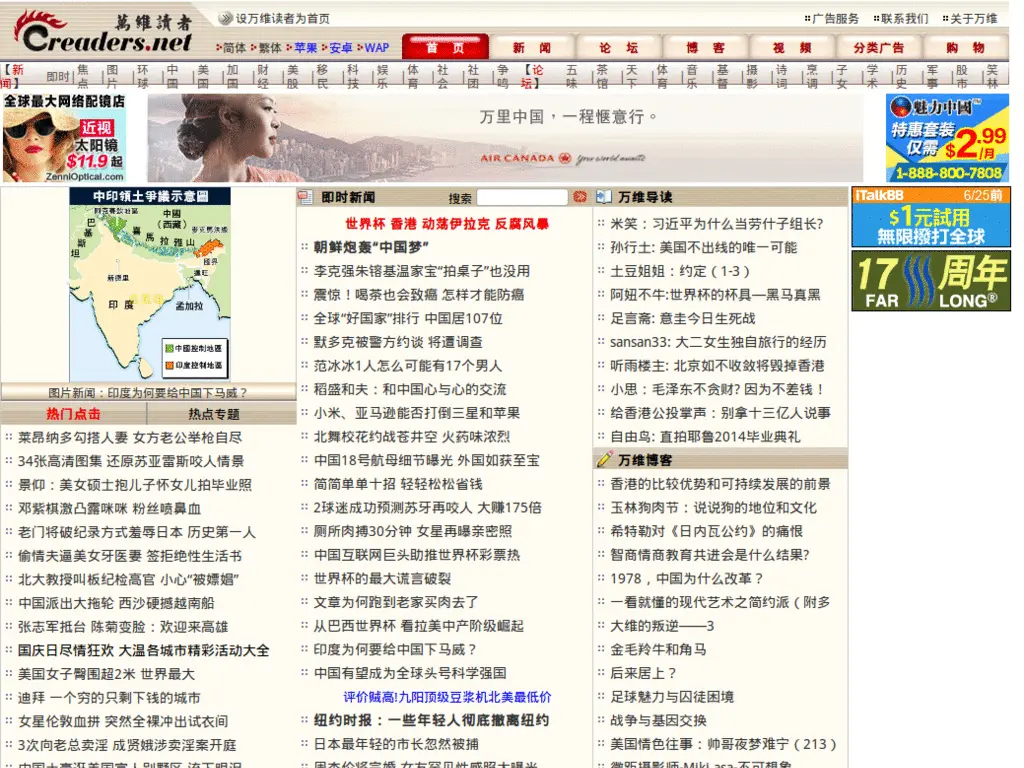 萬維讀者
Creaders.net
设万维读者为首页
广告服务 联系我们 关于万维
简体 繁体 苹果 安卓 WAP
首 页 新 闻 论 坛 博 客 视 频 分类广告 购 物
【新闻】 即时 焦点 图片 环球 中国 美国 加国 财经 美股 移民 科技 娱乐 体育 社会 社团 争鸣 【论坛】 五味 茶馆 天下 体育 音乐 基督 摄影 诗词 烹调 子女 学术 历史 军事 股市 笑林
全球最大网络配镜店
近视
太阳镜
$11.9起
ZenniOptical.com
万里中国，一程惬意行。
AIR CANADA Your world awaits
魅力中國™
特惠套装
仅需 $2.99/月
1-888-800-7808
中印領土爭議示意圖
巴基斯坦
中國
(西藏)
喜馬拉雅山
新德里
印度
孟加拉
中國控制地區
印度控制地區
图片新闻：印度为何要给中国下马威？
热门点击 热点专题
莱昂纳多勾搭人妻 女方老公举枪自尽
34张高清图集 还原苏亚雷斯咬人情景
景仰：美女硕士抱儿子怀女儿拍毕业照
邓紫棋激凸露咪咪 粉丝喷鼻血
老门将破纪录方式羞辱日本 历史第一人
偷情夫逼美女牙医妻 签拒绝性生活书
北大教授叫板纪检高官 小心“被嫖娼”
中国派出大拖轮 西沙硬撼越南船
张志军抵台 陈菊变脸：欢迎来高雄
国庆日尽情狂欢 大温各城市精彩活动大全
美国女子臀围超2米 世界最大
迪拜 一个穷的只剩下钱的城市
女星伦敦血拼 突然全裸冲出试衣间
3次向老总卖淫 成贤娥涉卖淫案开庭
即时新闻 搜索
世界杯 香港 动荡伊拉克 反腐风暴
朝鲜炮轰“中国梦”
李克强朱镕基温家宝“拍桌子”也没用
震惊！喝茶也会致癌 怎样才能防癌
全球“好国家”排行 中国居107位
默多克被警方约谈 将遭调查
范冰冰1人怎么可能有17个男人
稻盛和夫：和中国心与心的交流
小米、亚马逊能否打倒三星和苹果
北舞校花约战苍井空 火药味浓烈
中国18号航母细节曝光 外国如获至宝
简简单单十招 轻轻松松省钱
2球迷成功预测苏牙再咬人 大赚175倍
厕所肉搏30分钟 女星再曝亲密照
中国互联网巨头助推世界杯彩票热
世界杯的最大谎言破裂
文章为何跑到老家买肉去了
从巴西世界杯 看拉美中产阶级崛起
印度为何要给中国下马威？
中国有望成为全球头号科学强国
评价贼高!九阳顶级豆浆机北美最低价
纽约时报：一些年轻人彻底撤离纽约
日本最年轻的市长忽然被捕
万维导读
米笑：习近平为什么当劳什子组长?
孙行土: 美国不出线的唯一可能
土豆姐姐：约定（1-3）
阿妞不牛:世界杯的杯具—黑马真黑
足言斋: 意圭今日生死战
sansan33: 大二女生独自旅行的经历
听雨楼主: 北京如不收敛将毁掉香港
小思：毛泽东不贪财? 因为不差钱！
给香港公投掌声：别拿十三亿人说事
自由鸟: 直拍耶鲁2014毕业典礼
万维博客
香港的比较优势和可持续发展的前景
玉林狗肉节：说说狗的地位和文化
希特勒对《日内瓦公约》的痛恨
智商情商教育共进会是什么结果?
1978，中国为什么改革？
一看就懂的现代艺术之简约派（附多
大维的叛逆——3
金毛羚牛和角马
后来居上？
足球魅力与囚徒困境
战争与基因交换
美国情色往事：帅哥夜梦难宁（213）
iTalkBB 6/25前
$1元試用
無限撥打全球
17周年
FAR LONG®